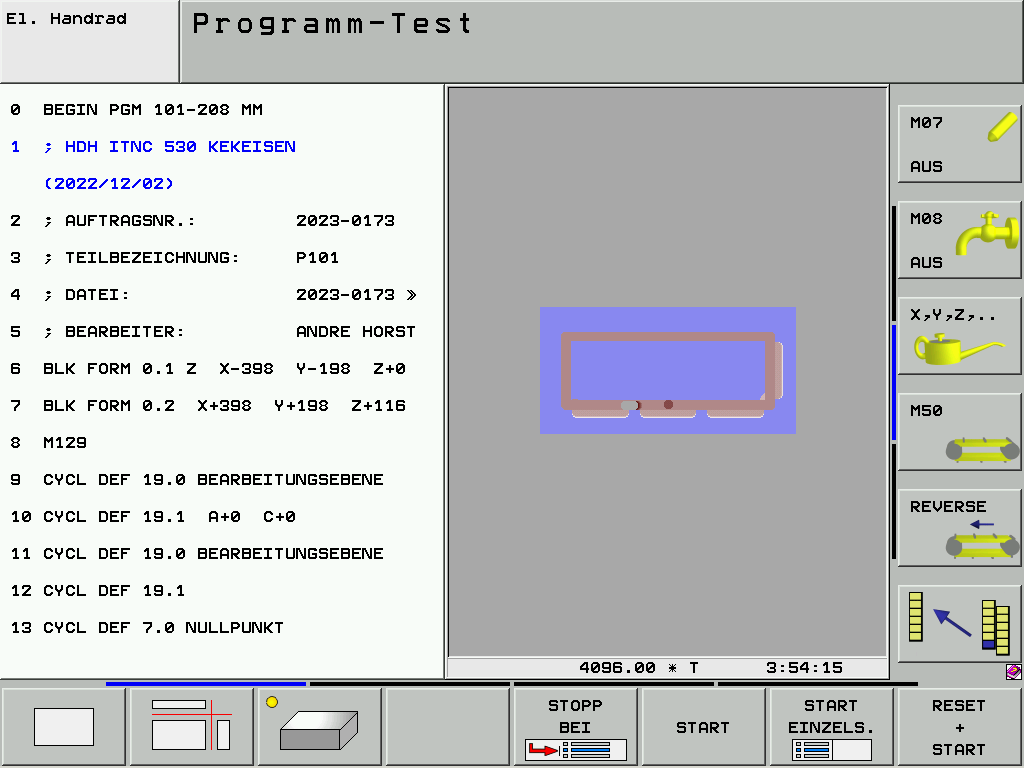 El. Handrad
Programm-Test
0 BEGIN PGM 101-208 MM
1 ; HDH ITNC 530 KEKEISEN
(2022/12/02)
2 ; AUFTRAGSNR.: 2023-0173
3 ; TEILBEZEICHNUNG: P101
4 ; DATEI: 2023-0173 »
5 ; BEARBEITER: ANDRE HORST
6 BLK FORM 0.1 Z X-398 Y-198 Z+0
7 BLK FORM 0.2 X+398 Y+198 Z+116
8 M129
9 CYCL DEF 19.0 BEARBEITUNGSEBENE
10 CYCL DEF 19.1 A+0 C+0
11 CYCL DEF 19.0 BEARBEITUNGSEBENE
12 CYCL DEF 19.1
13 CYCL DEF 7.0 NULLPUNKT
4096.00 * T 3:54:15
M07
AUS
M08
AUS
X,Y,Z,..
M50
REVERSE
STOPP
BEI
START
START
EINZELS.
RESET
+
START